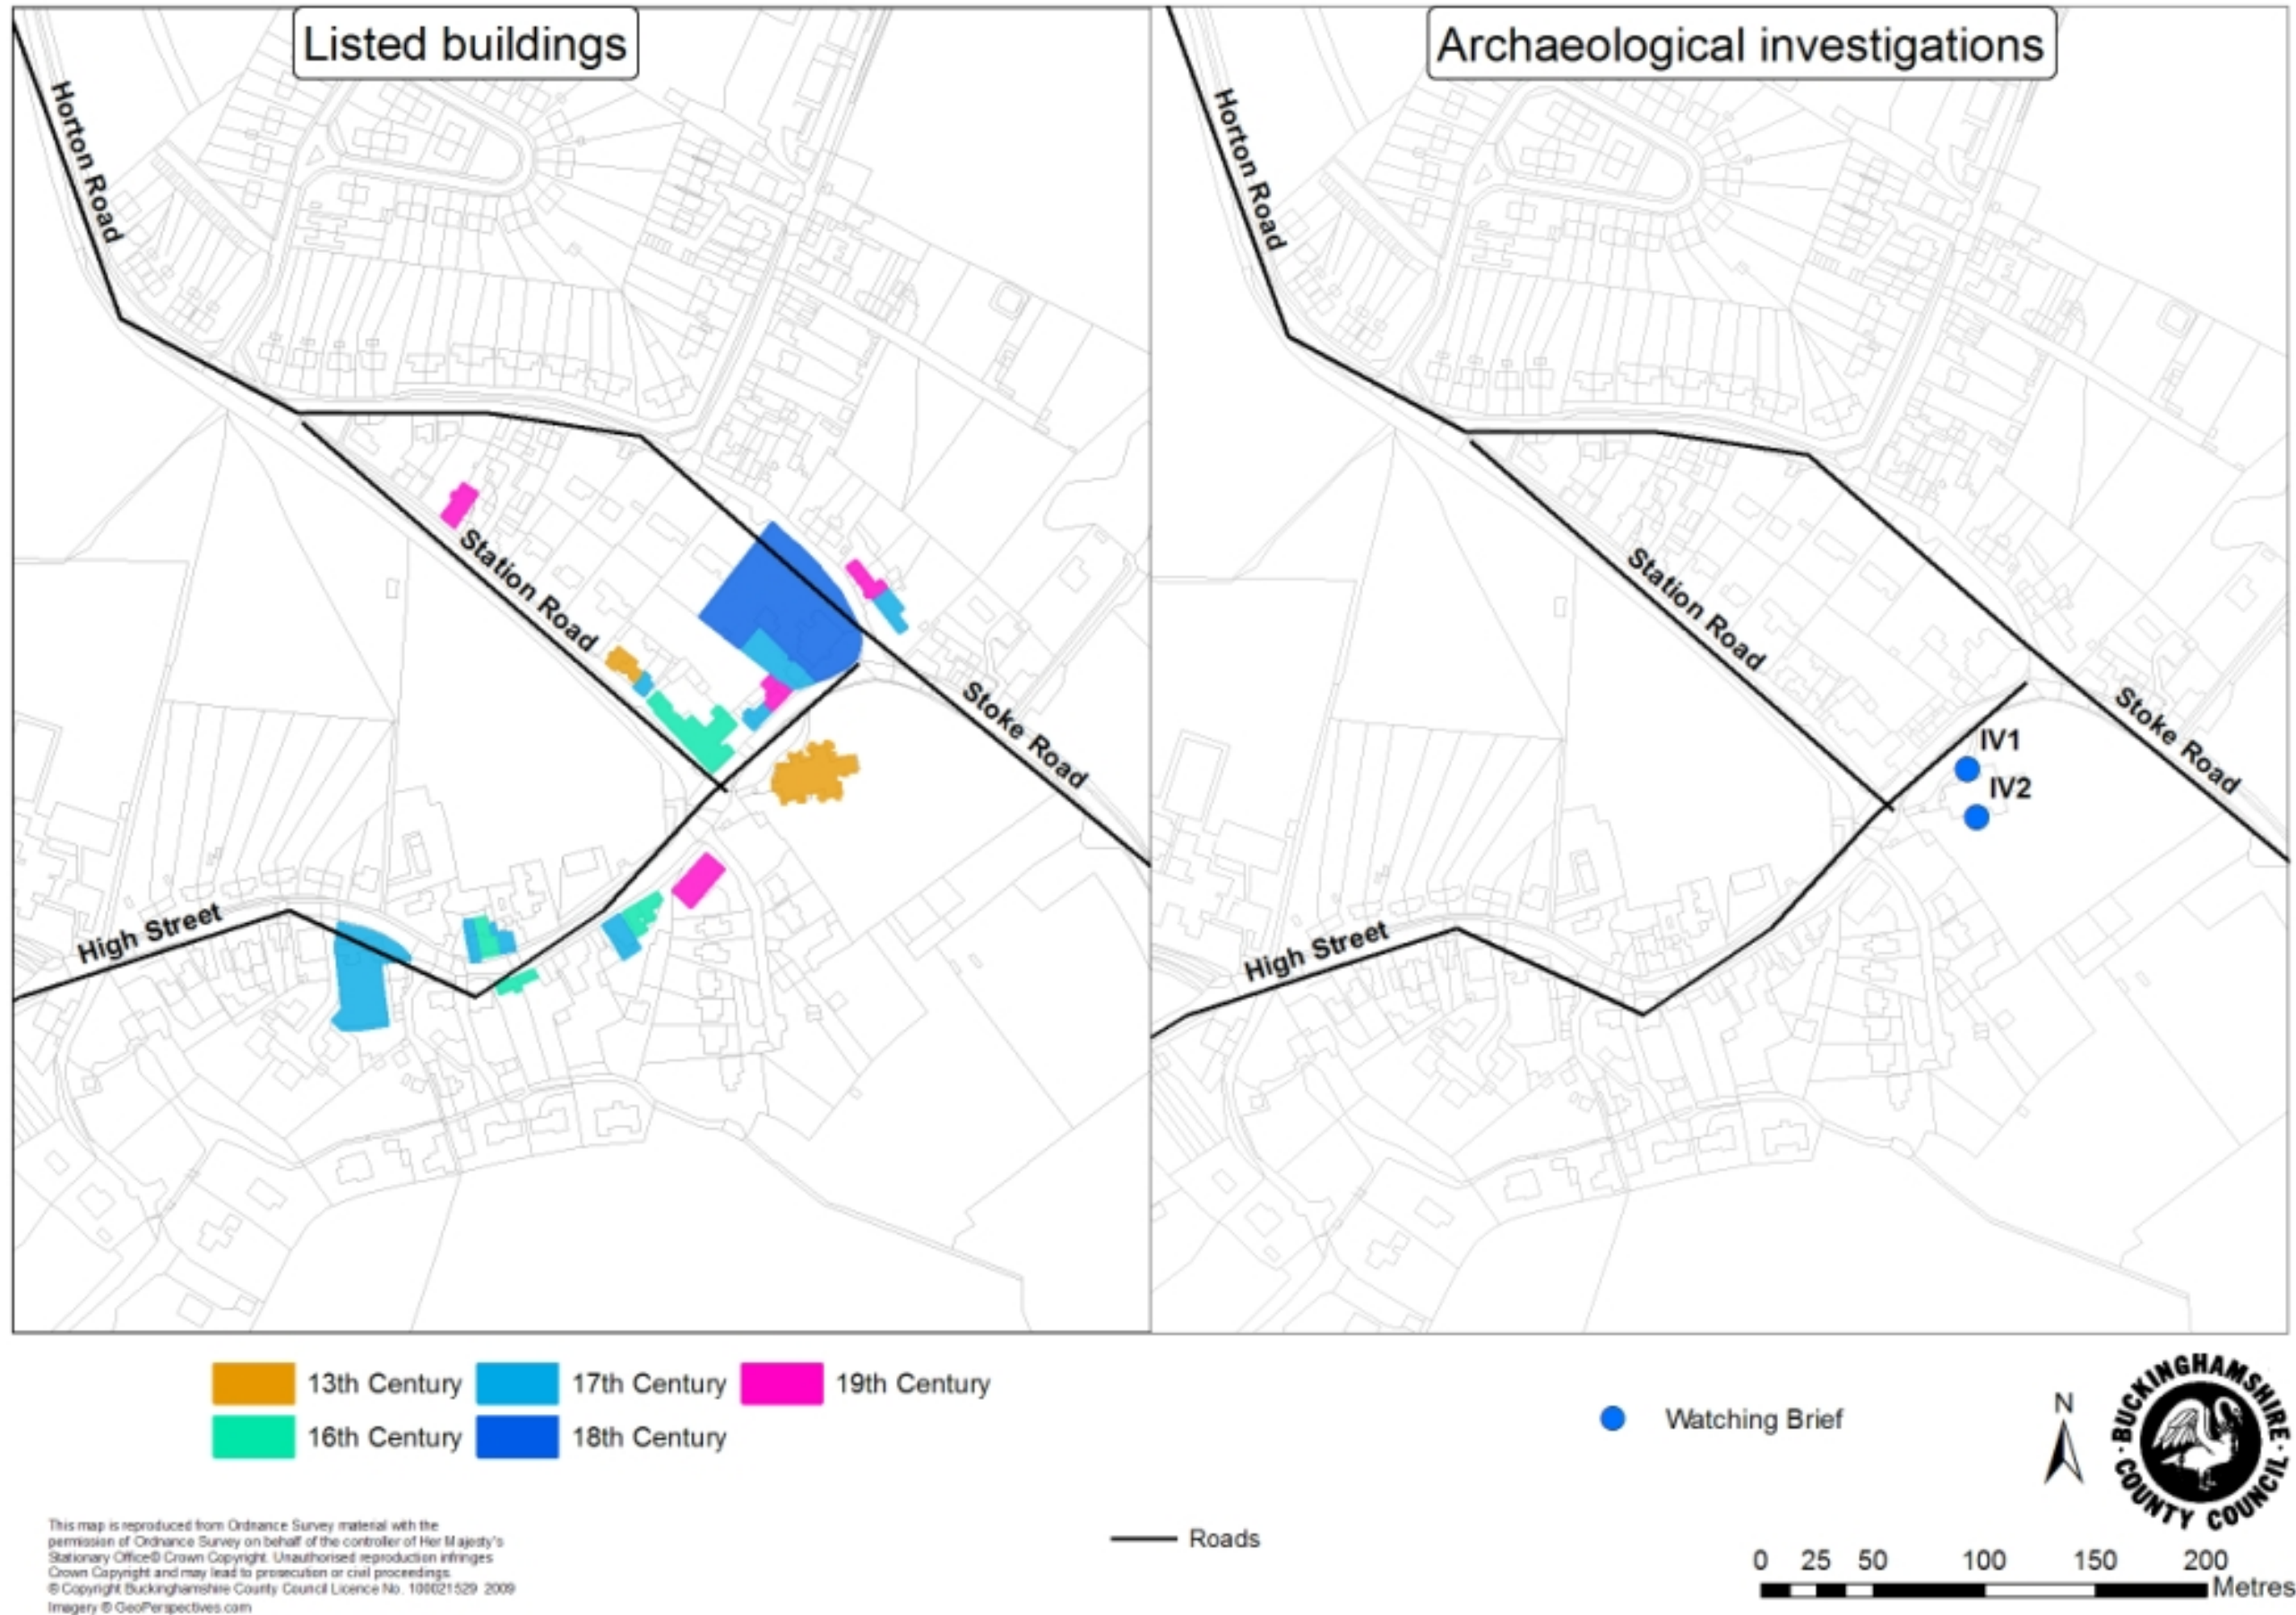 Listed buildings
Archaeological investigations
Horton Road
Station Road
Stoke Road
High Street
Horton Road
Station Road
Stoke Road
High Street
IV1
IV2
13th Century
17th Century
19th Century
16th Century
18th Century
Watching Brief
N
BUCKINGHAMSHIRE
· COUNTY COUNCIL ·
Roads
0 25 50 100 150 200
Metres
This map is reproduced from Ordnance Survey material with the
permission of Ordnance Survey on behalf of the controller of Her Majesty's
Stationary Office© Crown Copyright. Unauthorised reproduction infringes
Crown Copyright and may lead to prosecution or civil proceedings.
© Copyright Buckinghamshire County Council Licence No. 100021529 2009
Imagery © GeoPerspectives.com